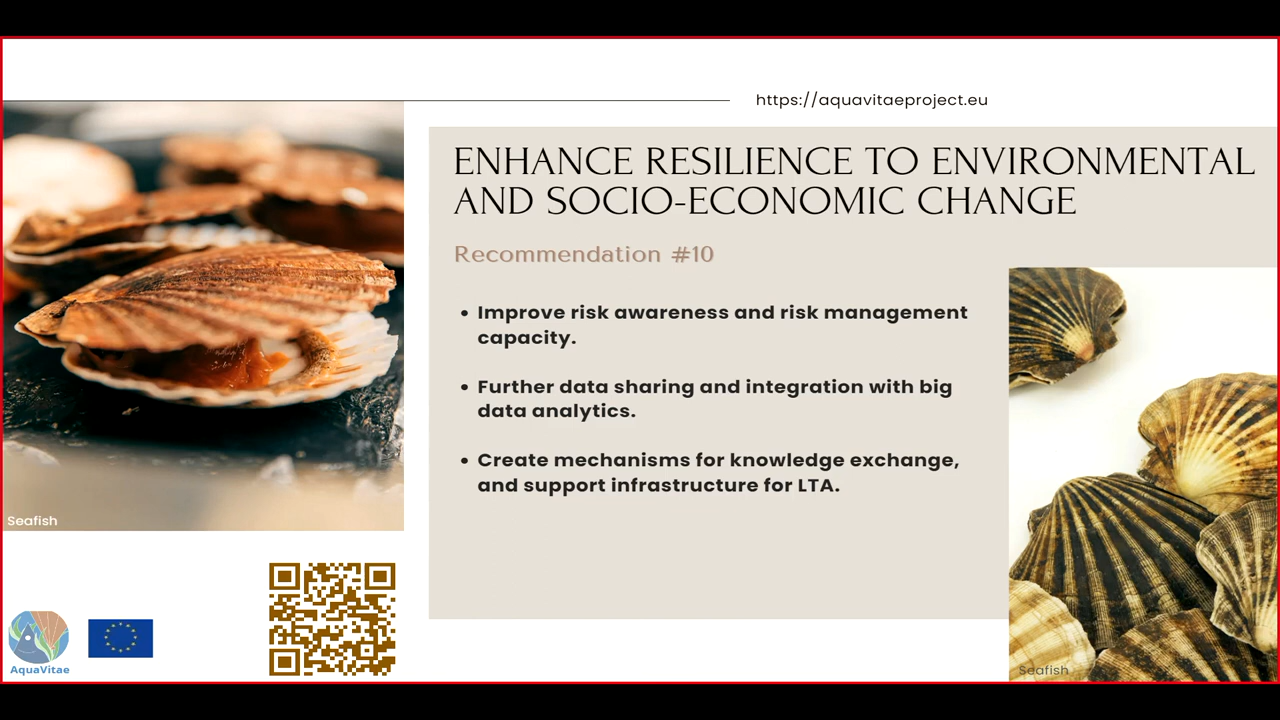 https://aquavitaeproject.eu
ENHANCE RESILIENCE TO ENVIRONMENTAL
AND SOCIO-ECONOMIC CHANGE
Recommendation #10
• Improve risk awareness and risk management
capacity.
• Further data sharing and integration with big
data analytics.
• Create mechanisms for knowledge exchange,
and support infrastructure for LTA.
Seafish
AquaVitae
Seafish